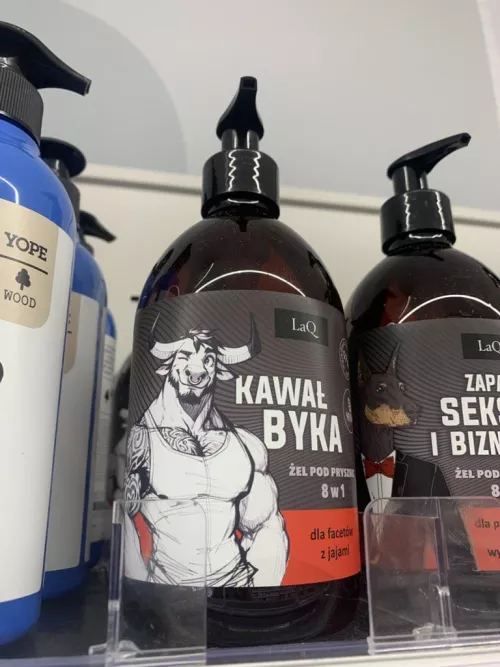 YOPE
WOOD
LaQ
KAWAŁ
BYKA
ŻEL POD PRYSZNIC
8 w 1
dla facetów
z jajami
LaQ
SEKS
I BIZN
ŻEL POD